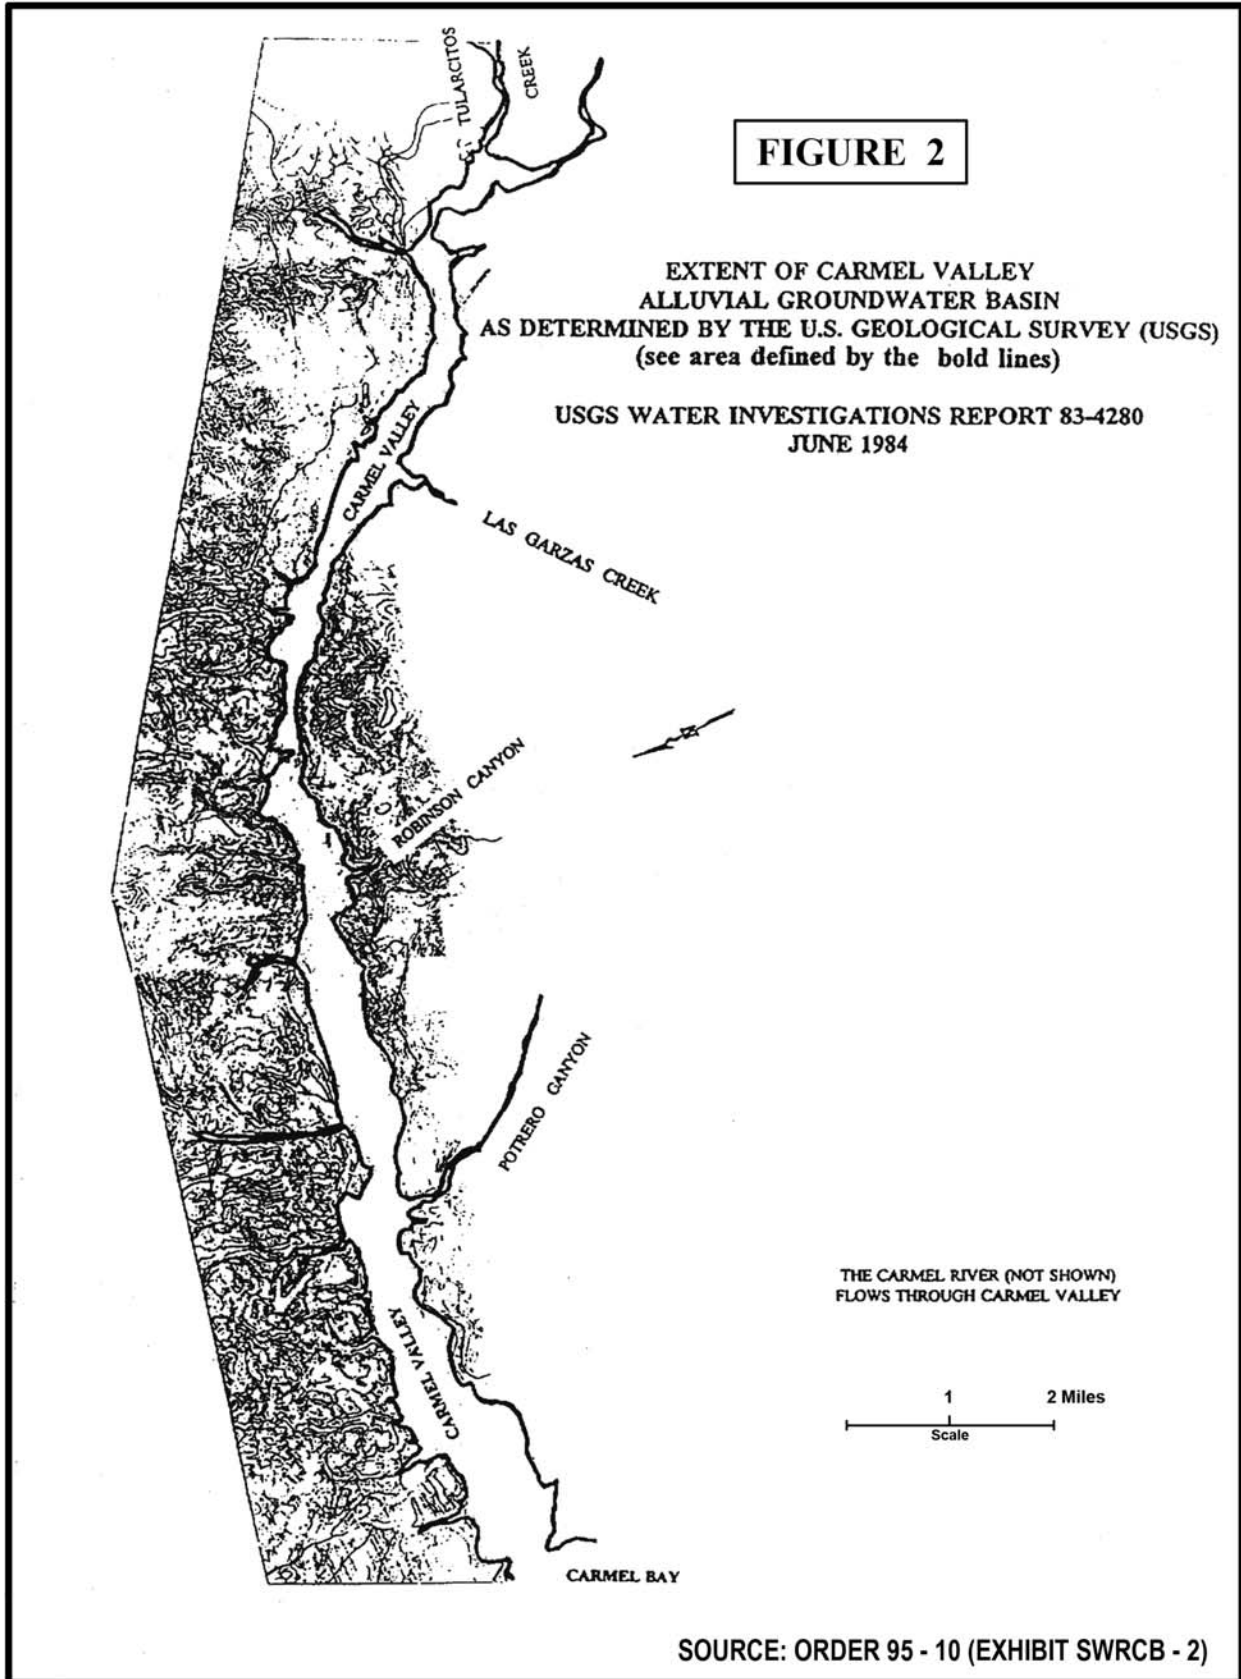 TULARCITOS
CREEK
FIGURE 2
EXTENT OF CARMEL VALLEY
ALLUVIAL GROUNDWATER BASIN
AS DETERMINED BY THE U.S. GEOLOGICAL SURVEY (USGS)
(see area defined by the bold lines)
USGS WATER INVESTIGATIONS REPORT 83-4280
JUNE 1984
CARMEL VALLEY
LAS GARZAS CREEK
N
ROBINSON CANYON
POTRERO CANYON
THE CARMEL RIVER (NOT SHOWN)
FLOWS THROUGH CARMEL VALLEY
CARMEL VALLEY
1 2 Miles
Scale
CARMEL BAY
SOURCE: ORDER 95 - 10 (EXHIBIT SWRCB - 2)